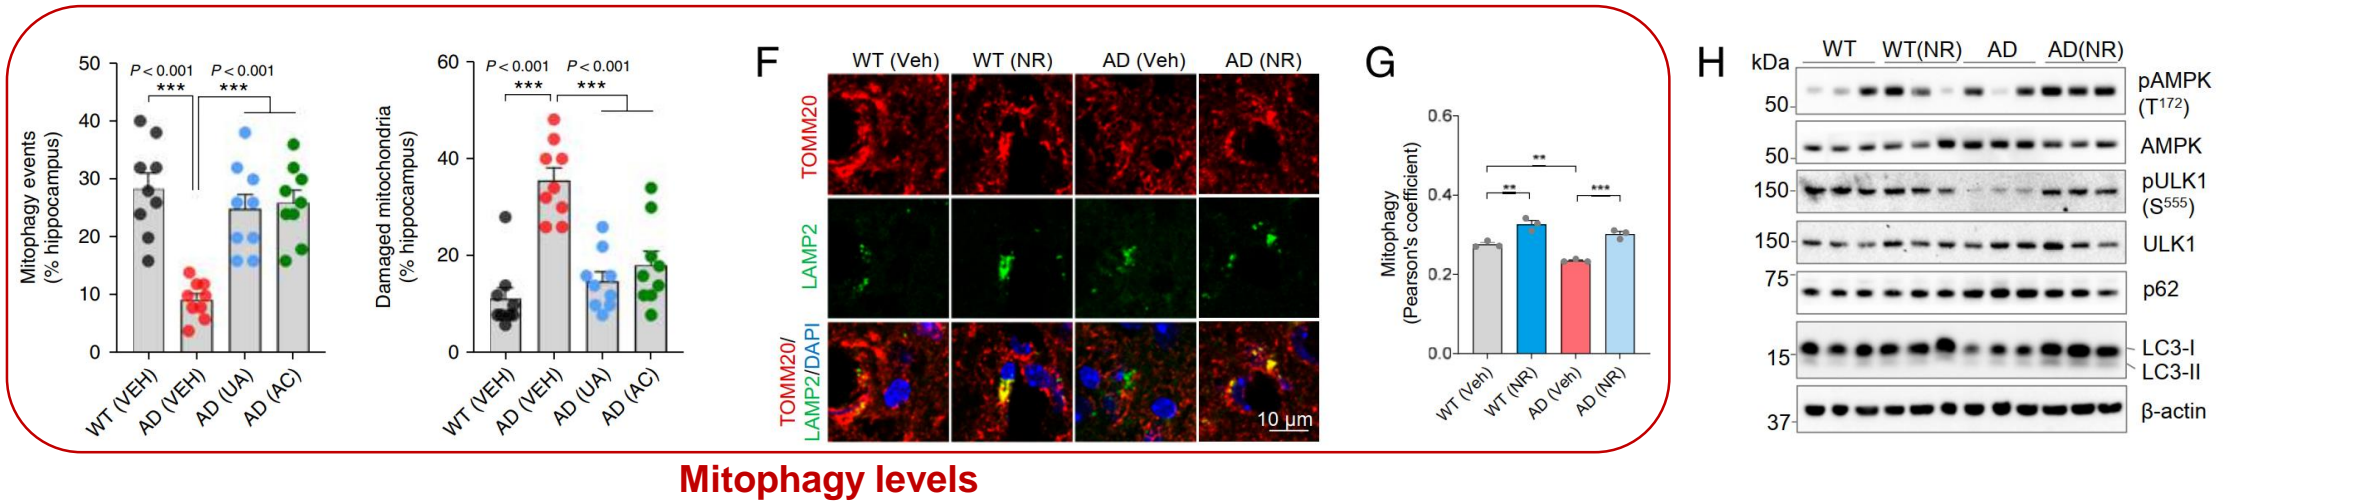 Mitophagy events
(% hippocampus)
50
40
30
20
10
0
P < 0.001 P < 0.001
*** ***
WT (VEH)
AD (VEH)
AD (UA)
AD (AC)
Damaged mitochondria
(% hippocampus)
60
40
20
0
P < 0.001 P < 0.001
*** ***
WT (VEH)
AD (VEH)
AD (UA)
AD (AC)
F
WT (Veh) WT (NR) AD (Veh) AD (NR)
TOMM20
LAMP2
TOMM20/
LAMP2/DAPI
10 µm
G
Mitophagy
(Pearson's coefficient)
0.6
0.4
0.2
0.0
**
** ***
WT (Veh)
WT (NR)
AD (Veh)
AD (NR)
H
kDa WT WT(NR) AD AD(NR)
50 pAMPK
(T172)
50 AMPK
150 pULK1
(S555)
150 ULK1
75 p62
15 LC3-I
LC3-II
37 β-actin
Mitophagy levels